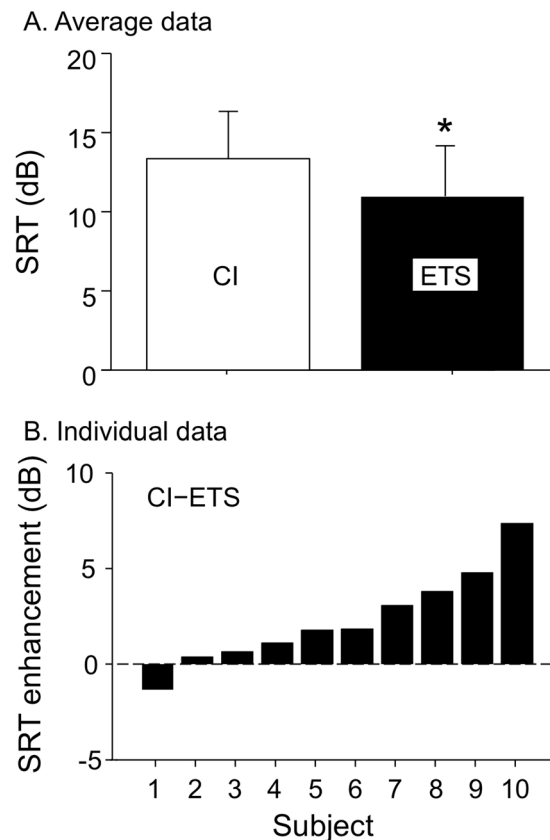 A. Average data
20
15
10
5
0
SRT (dB)
CI
*
ETS
B. Individual data
10
5
0
-5
SRT enhancement (dB)
CI−ETS
1 2 3 4 5 6 7 8 9 10
Subject